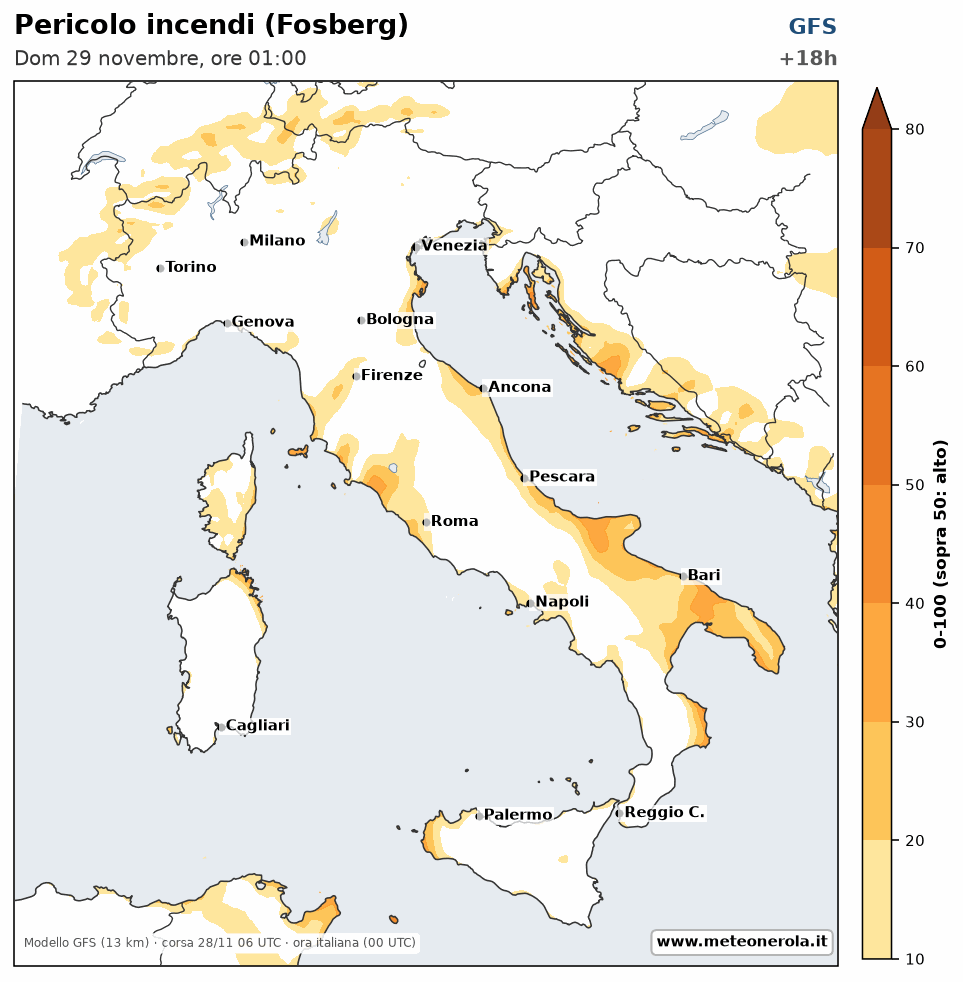 Pericolo incendi (Fosberg)
GFS
Dom 29 novembre, ore 01:00
+18h
Milano
Venezia
Torino
Genova
Bologna
Firenze
Ancona
Pescara
Roma
Bari
Napoli
Cagliari
Palermo
Reggio C.
80
70
60
50
40
30
20
10
0-100 (sopra 50: alto)
Modello GFS (13 km) · corsa 28/11 06 UTC · ora italiana (00 UTC)
www.meteonerola.it